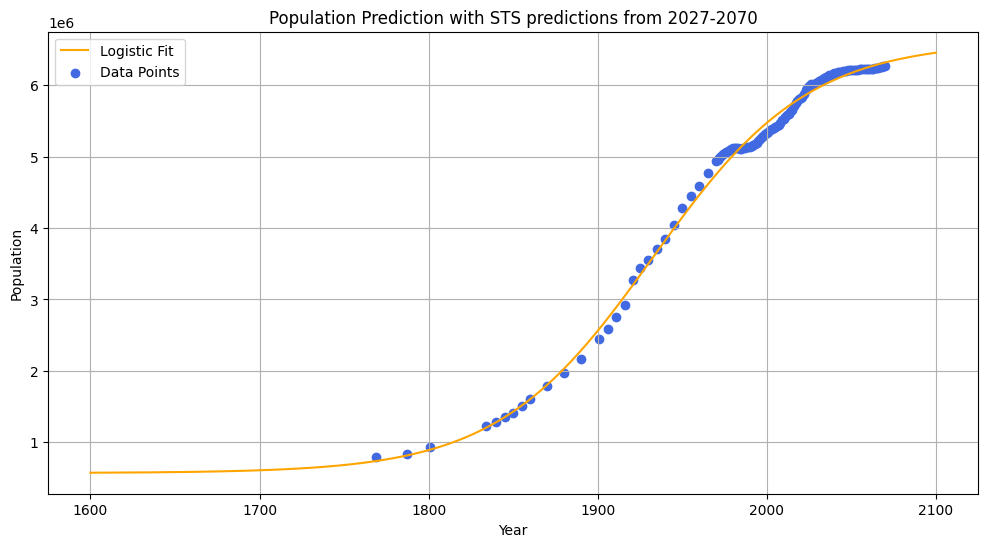 Population Prediction with STS predictions from 2027-2070
1e6
Logistic Fit
Data Points
6
5
4
3
2
1
Population
1600 1700 1800 1900 2000 2100
Year